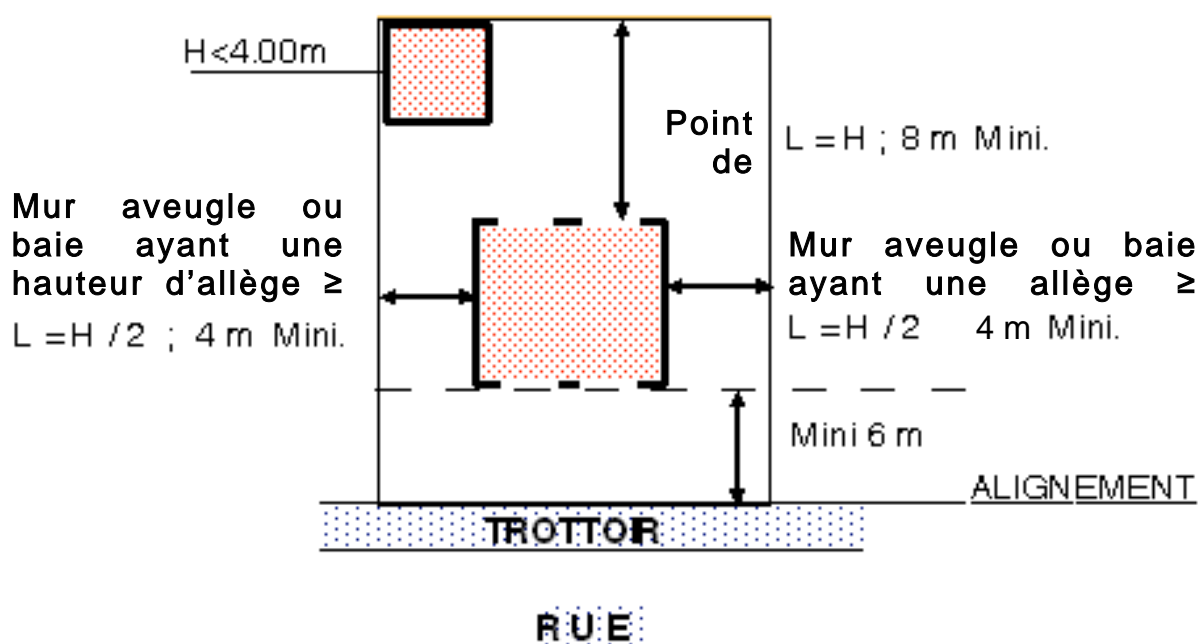 H<4.00m
Point
de
L =H ; 8 m Mini.
Mur aveugle ou
baie ayant une
hauteur d'allège ≥
L =H /2 ; 4 m Mini.
Mur aveugle ou baie
ayant une allège ≥
L =H /2 4 m Mini.
Mini 6 m
ALIGNEMENT
TROTTOIR
RUE